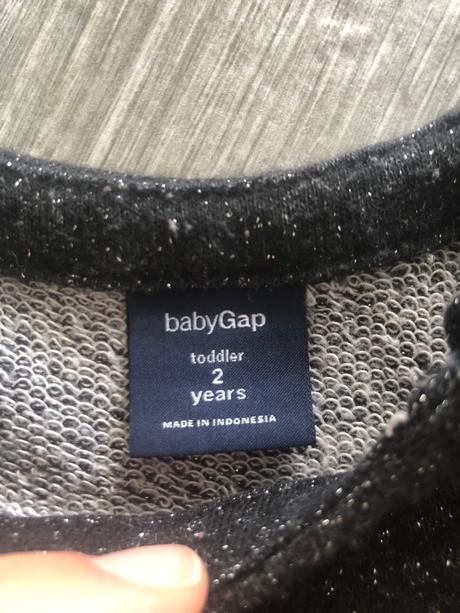 babyGap
toddler
2
years
MADE IN INDONESIA